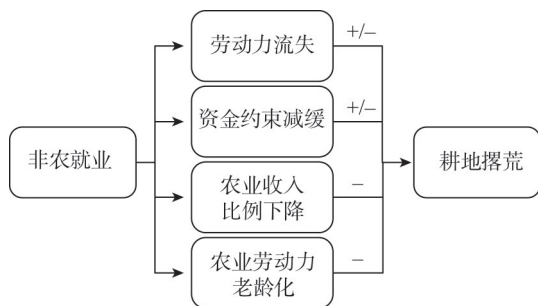 劳动力流失
+/−
资金约束减缓
+/−
非农就业
耕地撂荒
农业收入
比例下降
−
农业劳动力
老龄化
−